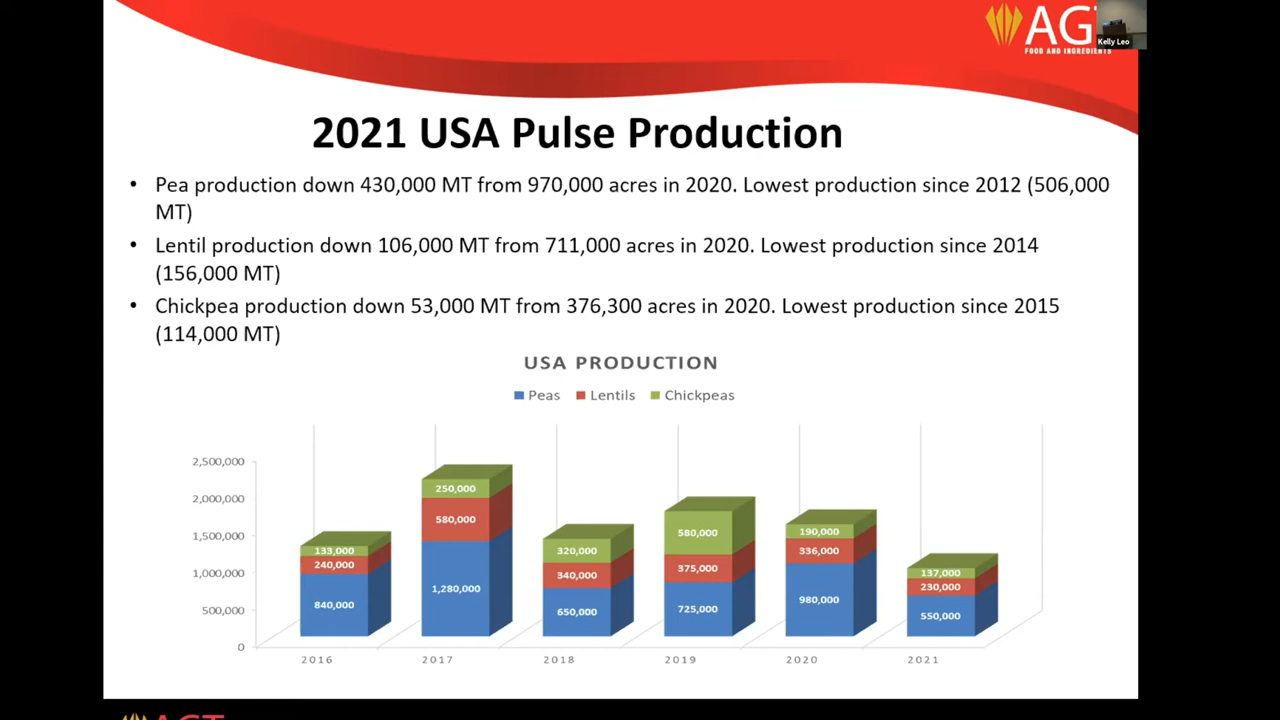 AG
FOOD AND INGREDIENTS
Kelly Leo
2021 USA Pulse Production
• Pea production down 430,000 MT from 970,000 acres in 2020. Lowest production since 2012 (506,000
MT)
• Lentil production down 106,000 MT from 711,000 acres in 2020. Lowest production since 2014
(156,000 MT)
• Chickpea production down 53,000 MT from 376,300 acres in 2020. Lowest production since 2015
(114,000 MT)
USA PRODUCTION
Peas Lentils Chickpeas
2,500,000
2,000,000
1,500,000
1,000,000
500,000
0
133,000
240,000
840,000
250,000
580,000
1,280,000
320,000
340,000
650,000
580,000
375,000
725,000
190,000
336,000
980,000
137,000
230,000
550,000
2016 2017 2018 2019 2020 2021
AGT